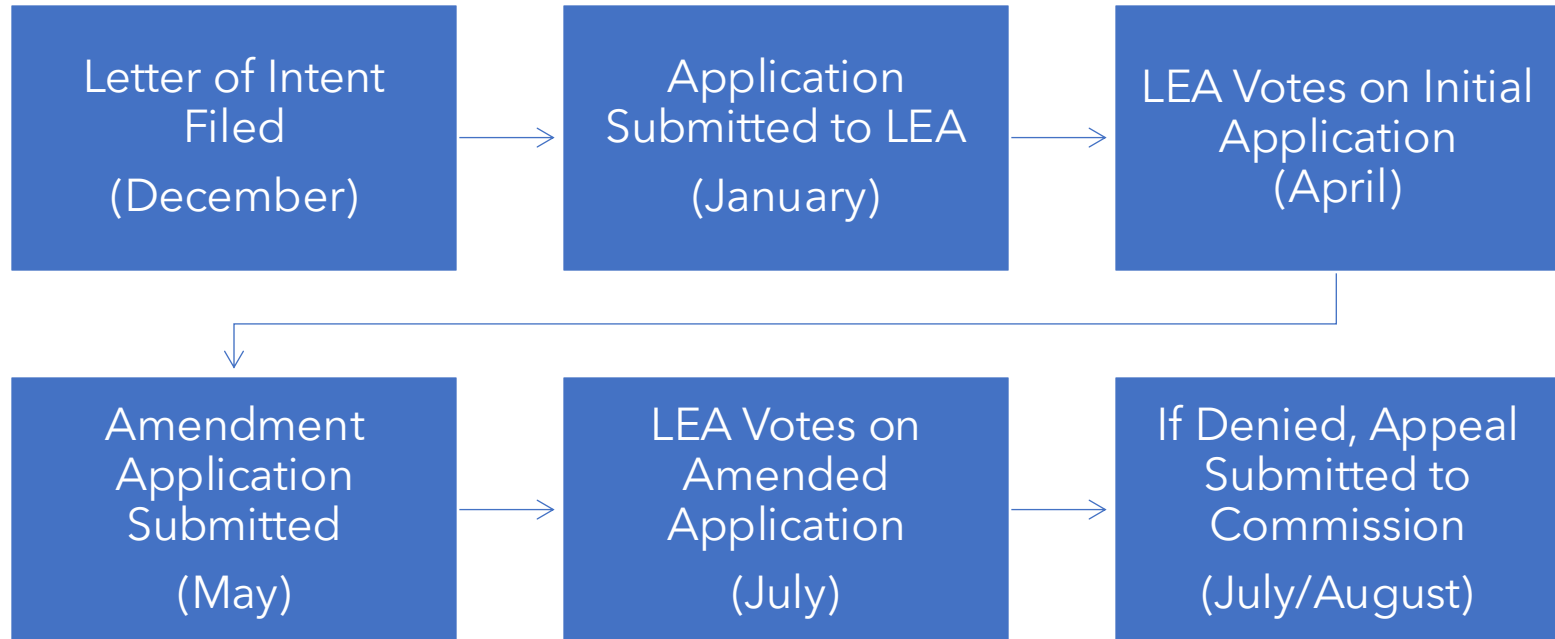 Letter of Intent
Filed
(December)
Application
Submitted to LEA
(January)
LEA Votes on Initial
Application
(April)
Amendment
Application
Submitted
(May)
LEA Votes on
Amended
Application
(July)
If Denied, Appeal
Submitted to
Commission
(July/August)